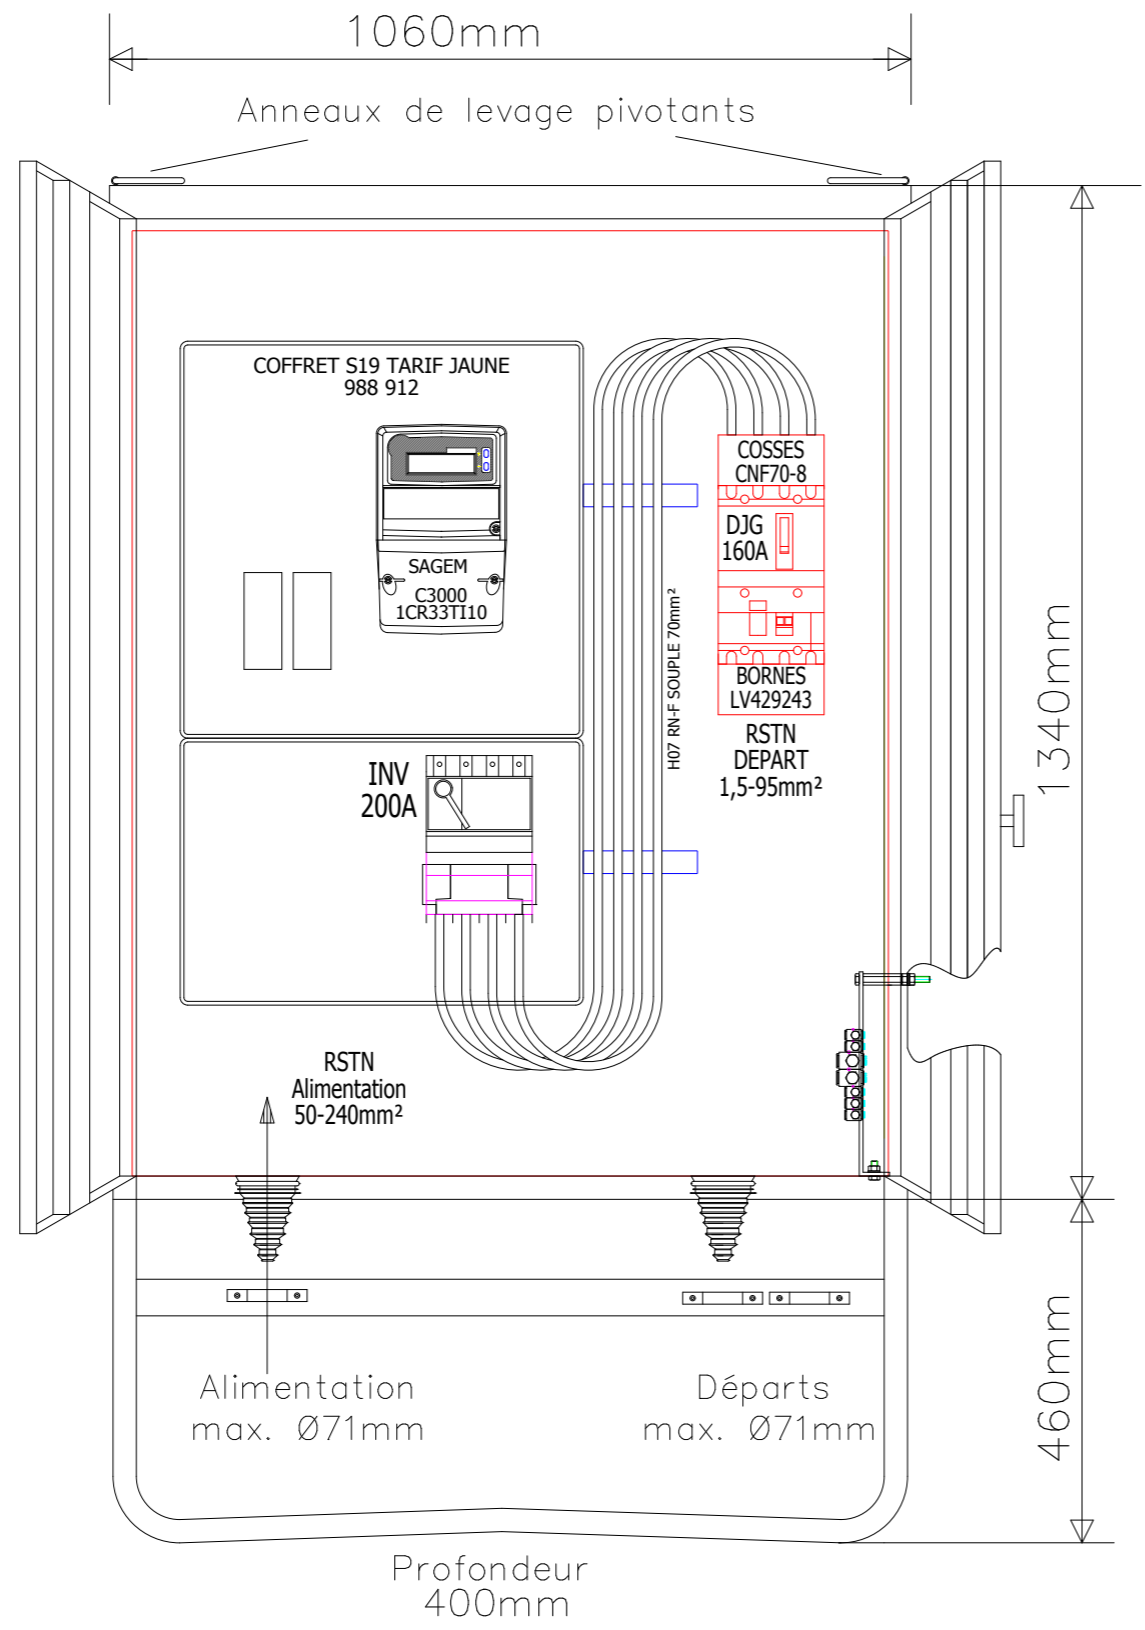 1060mm
Anneaux de levage pivotants
COFFRET S19 TARIF JAUNE
988 912
SAGEM
C3000
1CR33TI10
COSSES
CNF70-8
DJG
160A
BORNES
LV429243
RSTN
DEPART
1,5-95mm²
H07 RN-F SOUPLE 70mm²
INV
200A
RSTN
Alimentation
50-240mm²
1340mm
460mm
Alimentation
max. Ø71mm
Départs
max. Ø71mm
Profondeur
400mm